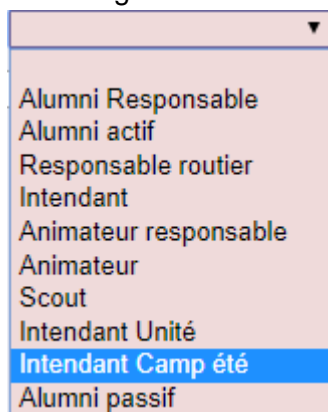 ▼
Alumni Responsable
Alumni actif
Responsable routier
Intendant
Animateur responsable
Animateur
Scout
Intendant Unité
Intendant Camp été
Alumni passif